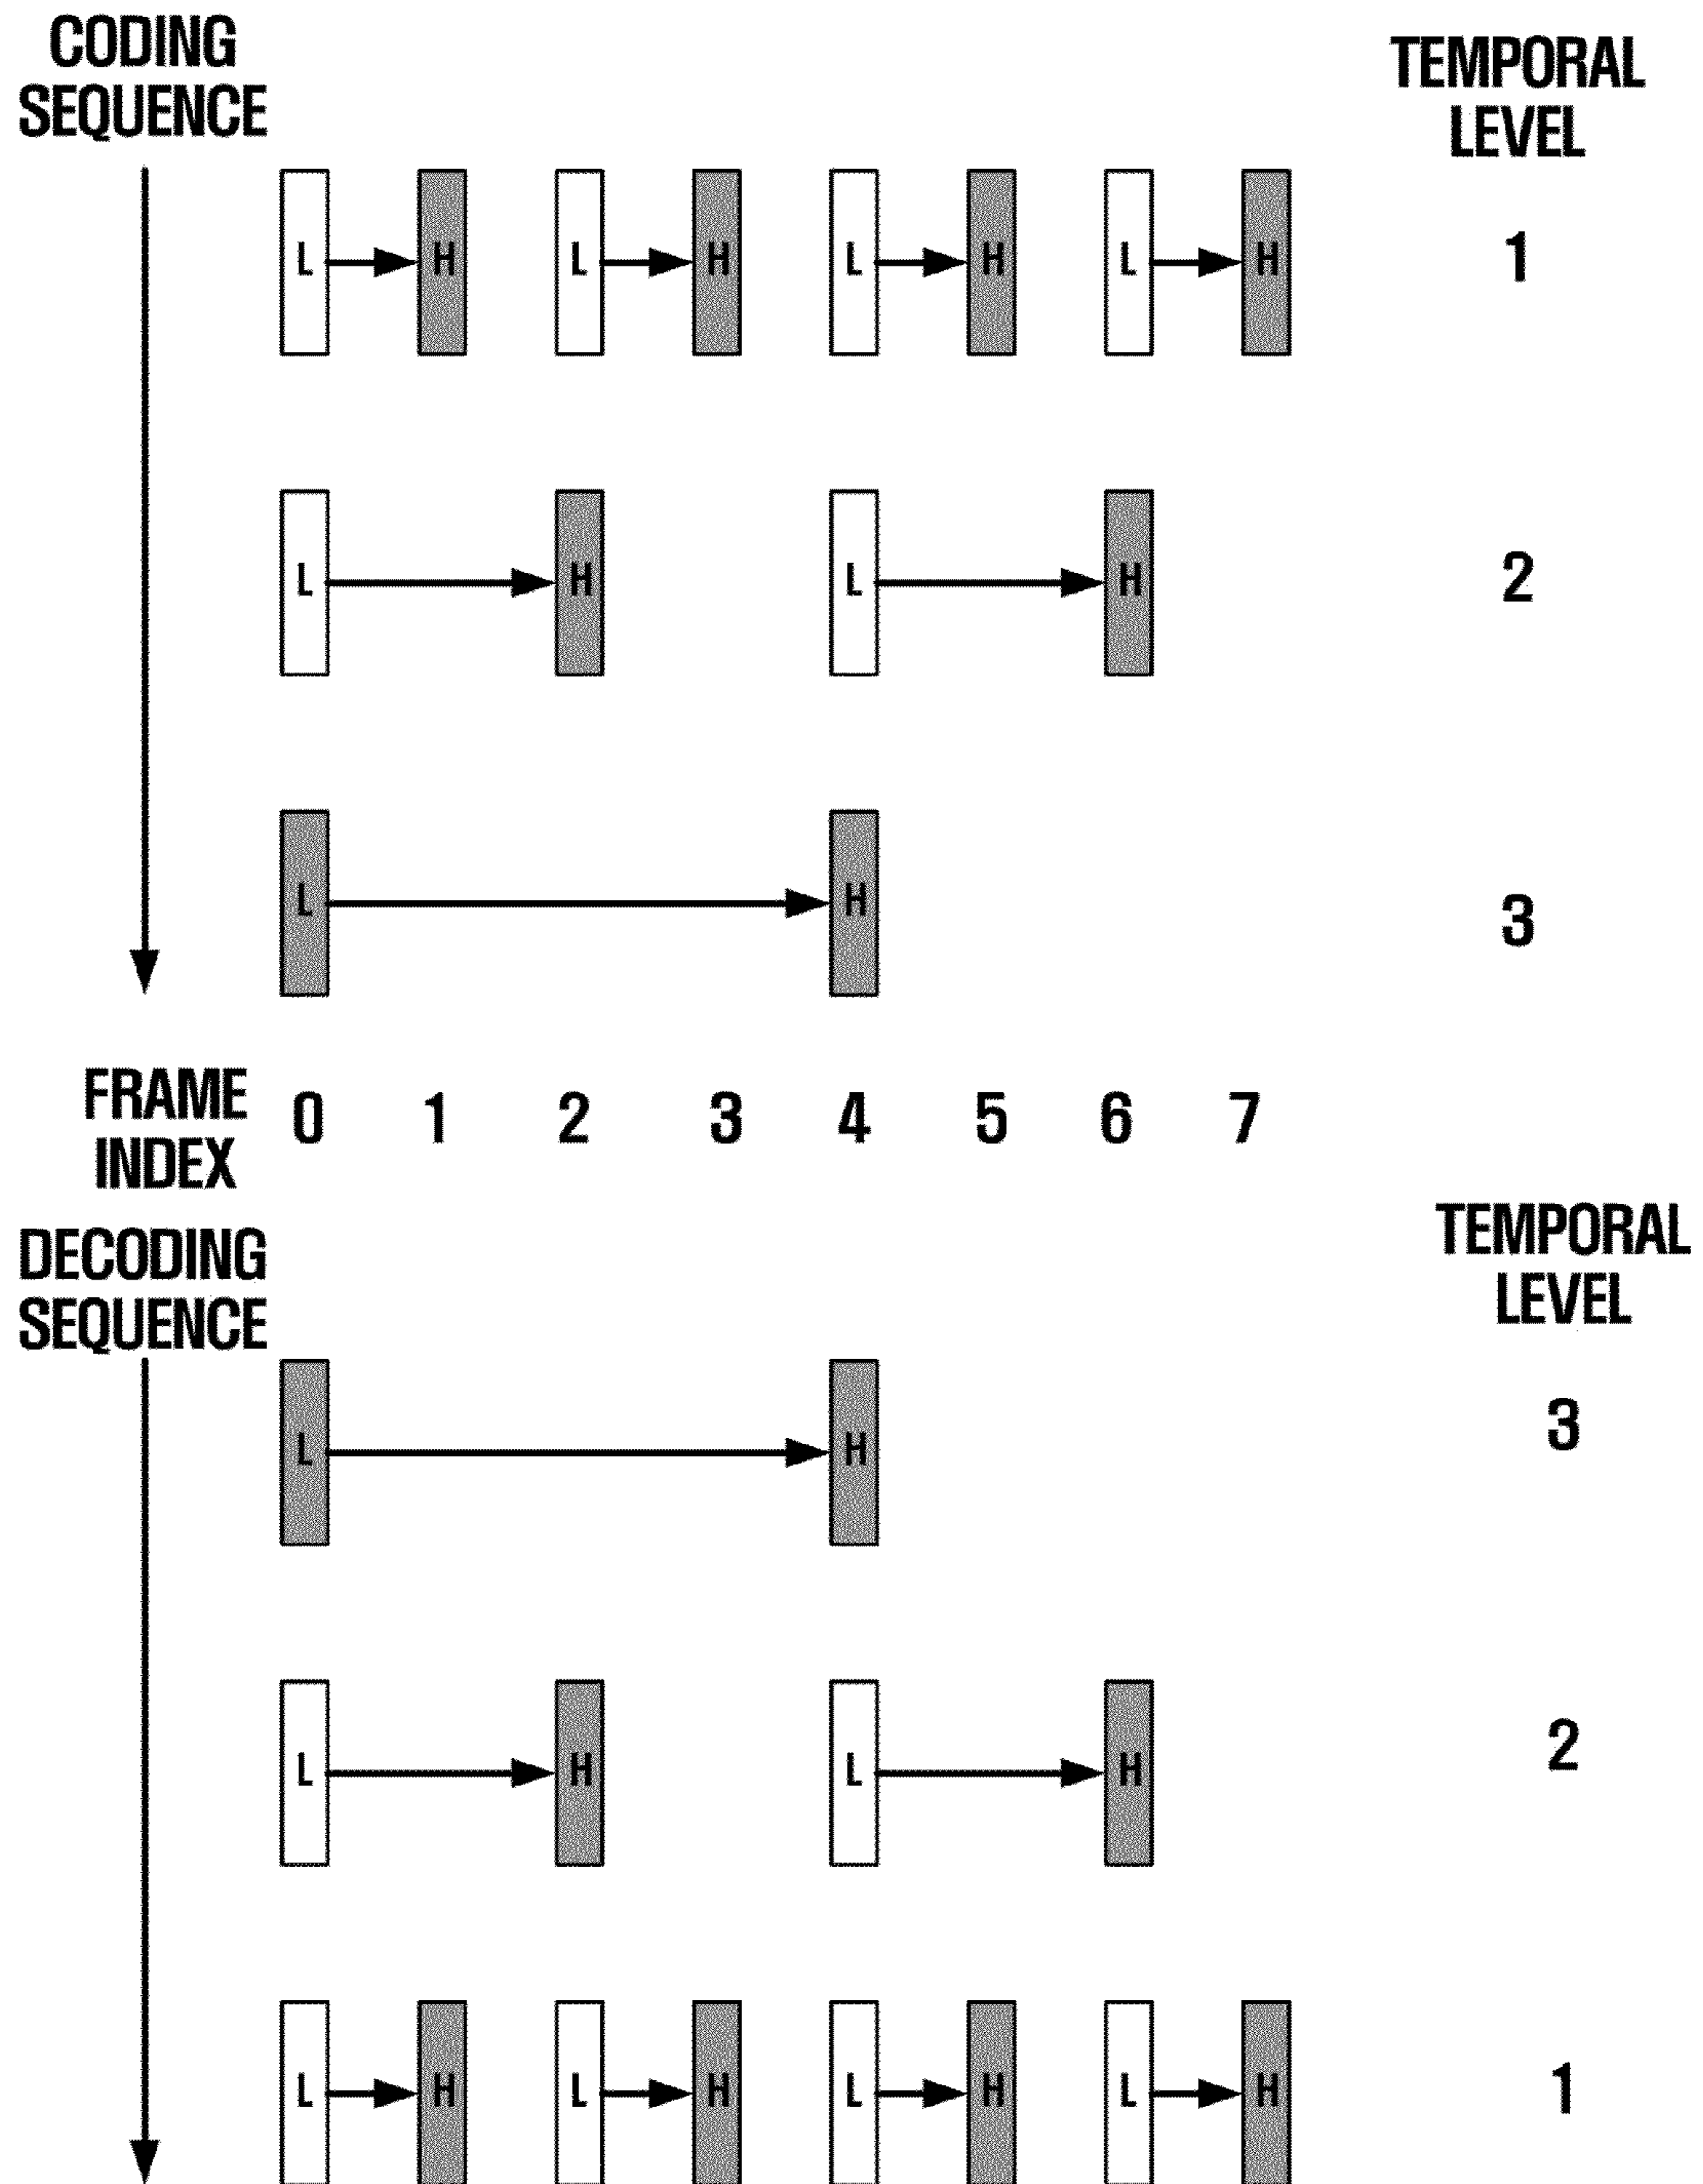 CODING
SEQUENCE
TEMPORAL
LEVEL
L H L H L H L H 1
L H L H 2
L H 3
FRAME
INDEX
0 1 2 3 4 5 6 7
DECODING
SEQUENCE
TEMPORAL
LEVEL
L H 3
L H L H 2
L H L H L H L H 1